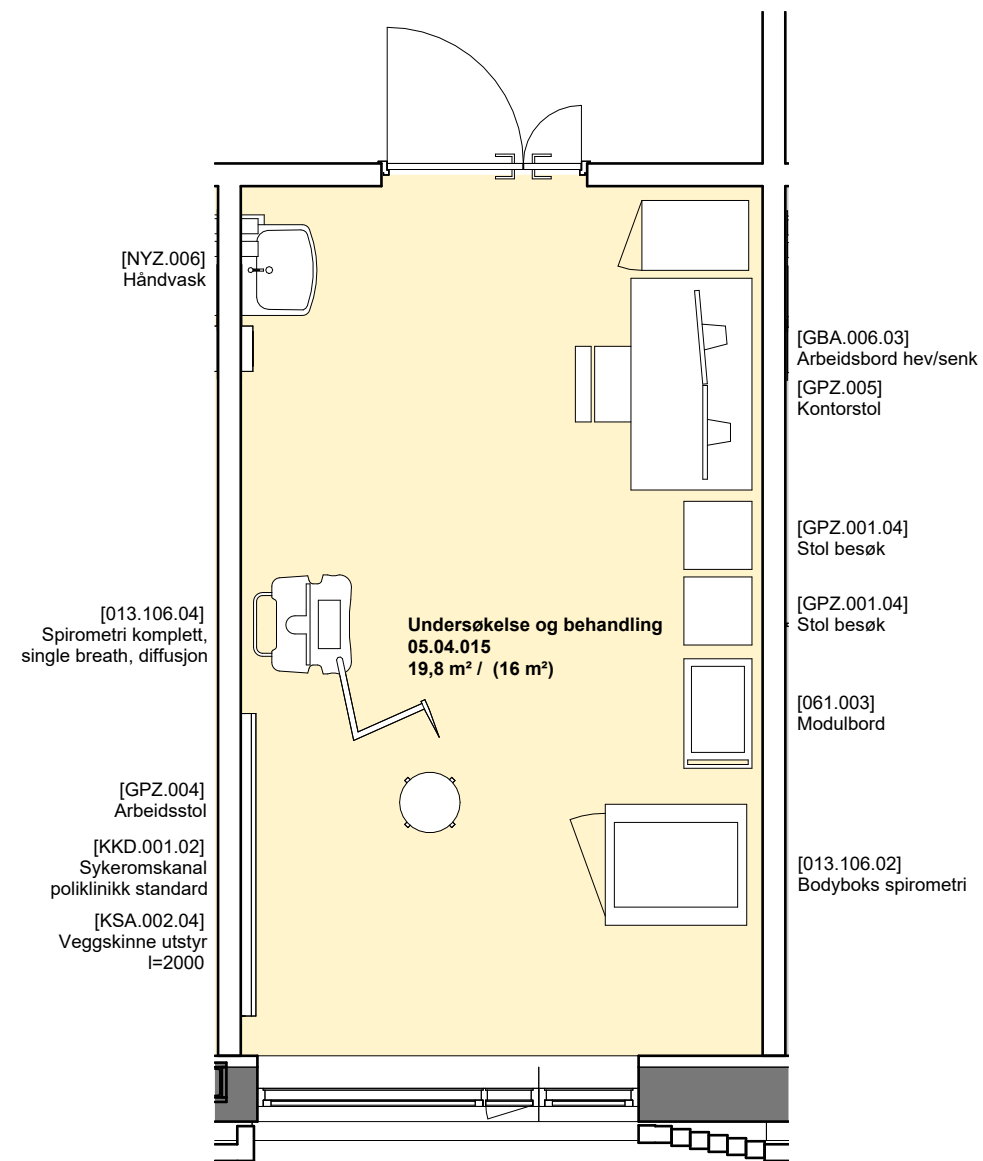 [NYZ.006]
Håndvask
[013.106.04]
Spirometri komplett,
single breath, diffusjon
[GPZ.004]
Arbeidsstol
[KKD.001.02]
Sykeromskanal
poliklinikk standard
[KSA.002.04]
Veggskinne utstyr
l=2000
Undersøkelse og behandling
05.04.015
19,8 m² / (16 m²)
[GBA.006.03]
Arbeidsbord hev/senk
[GPZ.005]
Kontorstol
[GPZ.001.04]
Stol besøk
[GPZ.001.04]
Stol besøk
[061.003]
Modulbord
[013.106.02]
Bodyboks spirometri